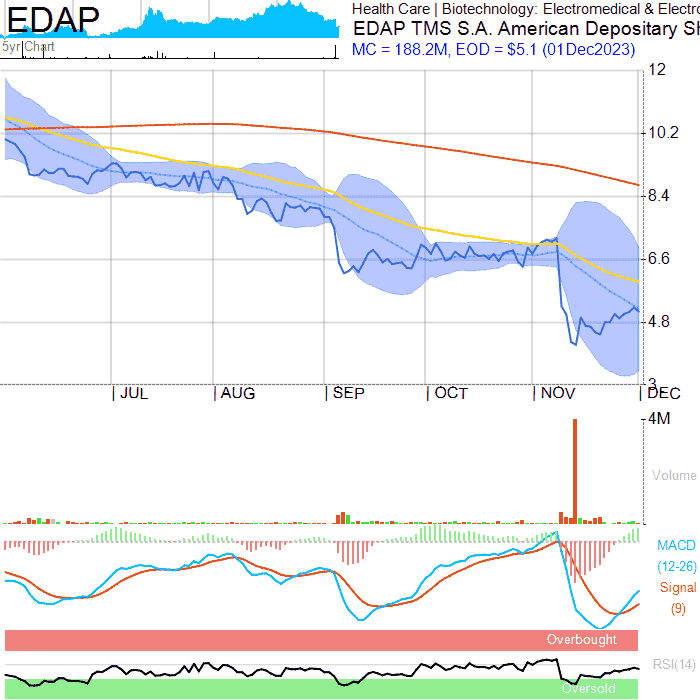 EDAP
Health Care | Biotechnology: Electromedical & Electro
EDAP TMS S.A. American Depositary Sh
MC = 188.2M, EOD = $5.1 (01Dec2023)
5yr Chart
12
10.2
8.4
6.6
4.8
3
JUL
AUG
SEP
OCT
NOV
DEC
4M
Volume
MACD
(12-26)
Signal
(9)
Overbought
RSI(14)
Oversold